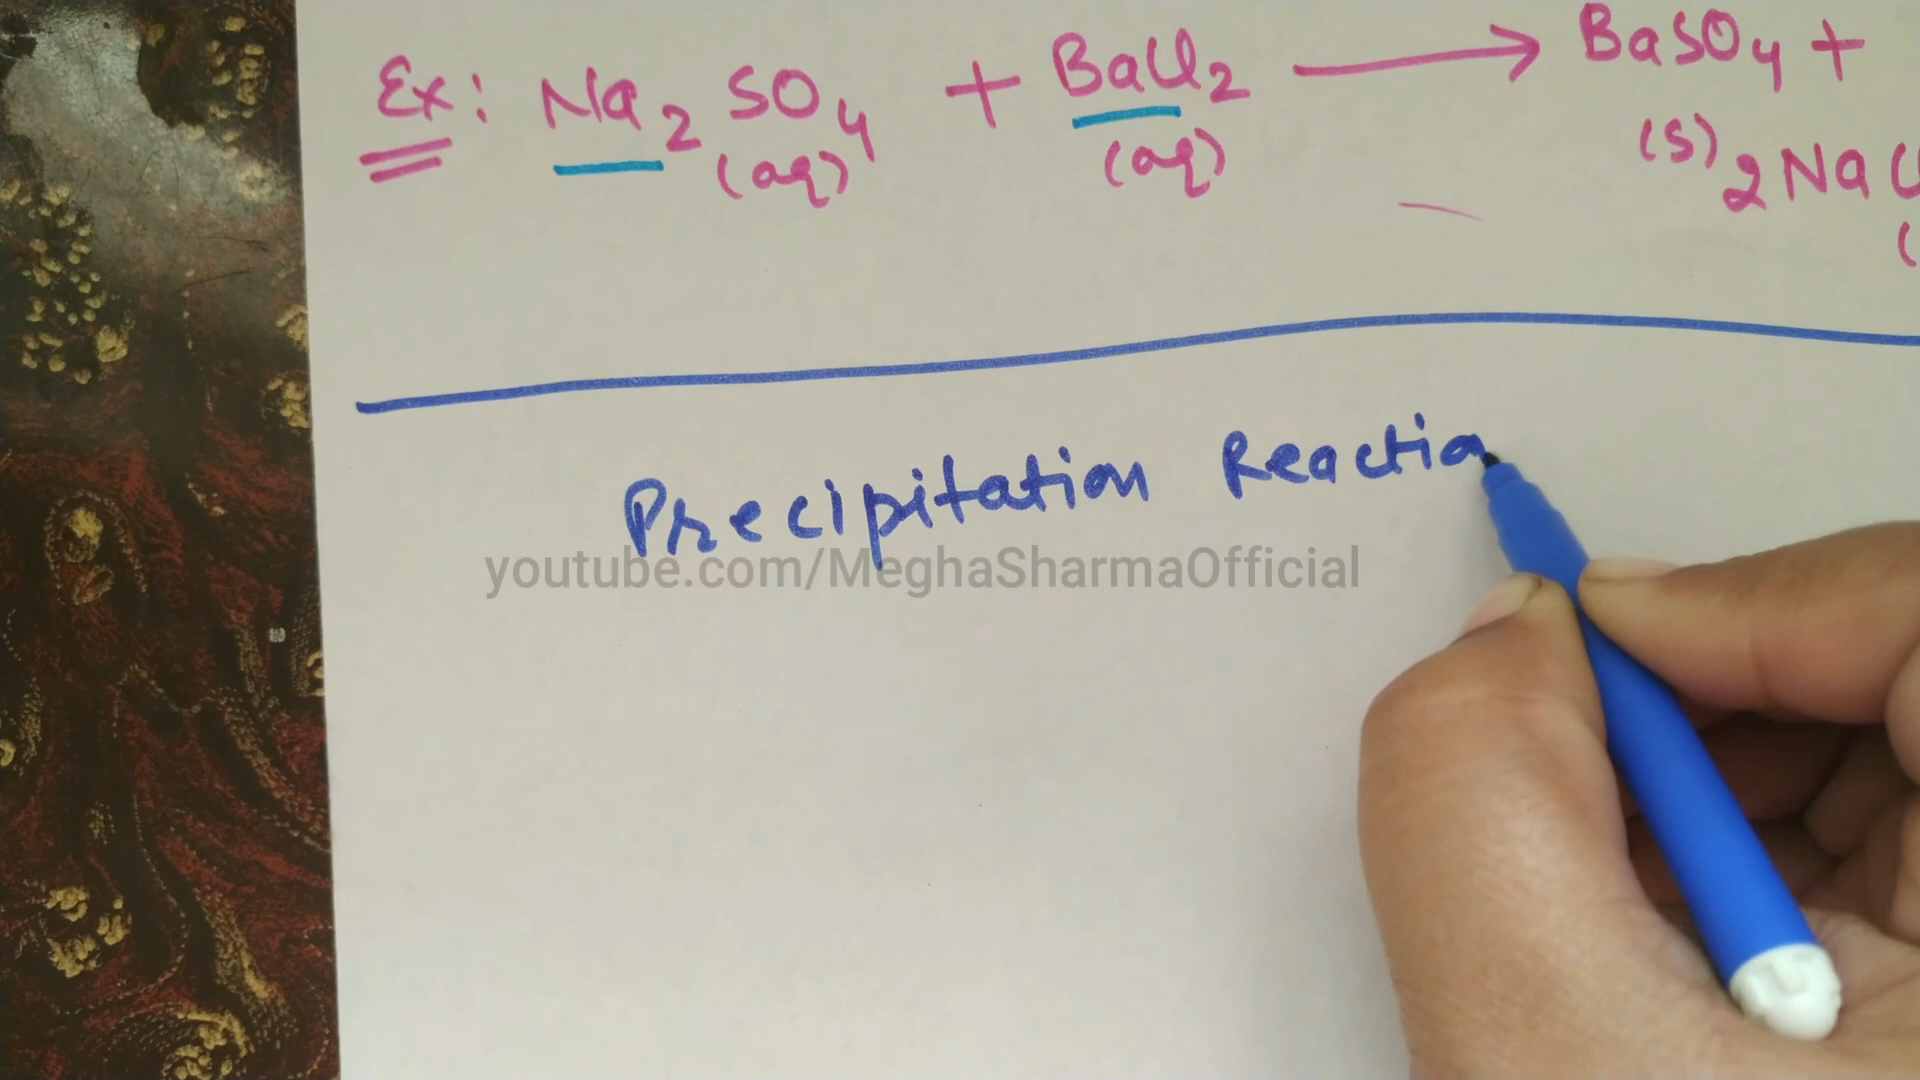 Ex: Na2SO4 + BaCl2 ⟶ BaSO4 +
(aq) (aq) (s) 2NaCl
(
Precipitation Reactio
youtube.com/MeghaSharmaOfficial